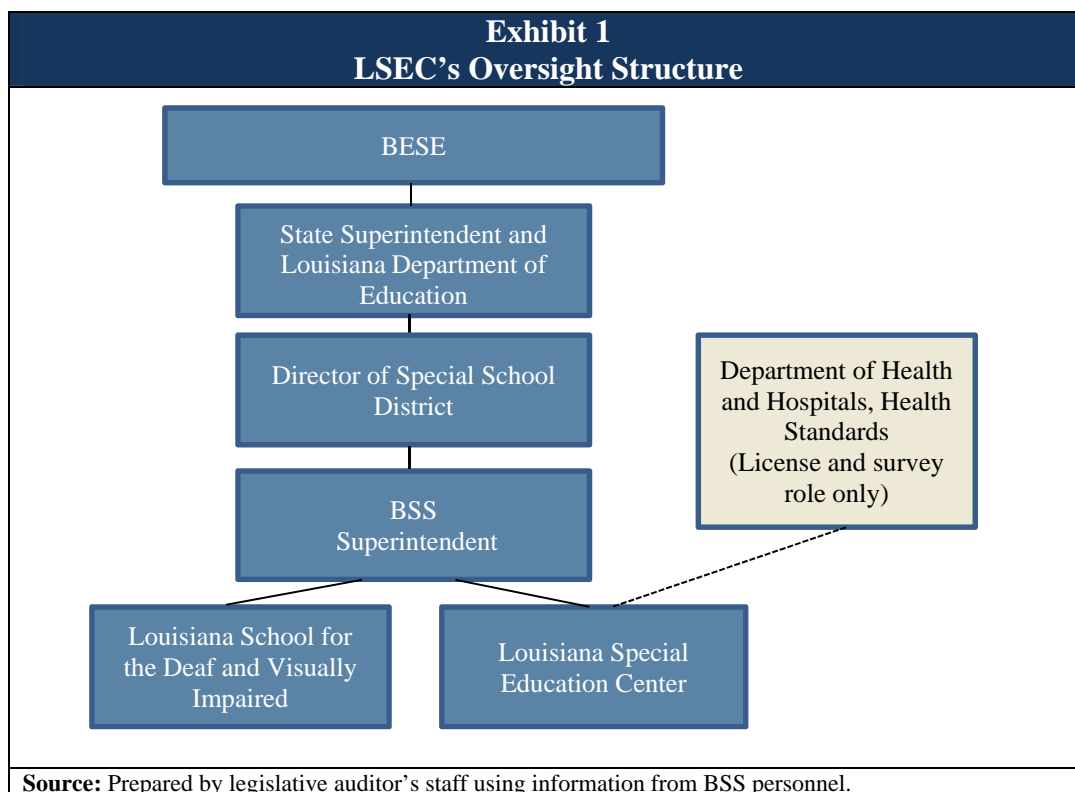 Exhibit 1
LSEC's Oversight Structure
BESE
State Superintendent and
Louisiana Department of
Education
Director of Special School
District
Department of Health
and Hospitals, Health
Standards
(License and survey
role only)
BSS
Superintendent
Louisiana School for
the Deaf and Visually
Impaired
Louisiana Special
Education Center
Source: Prepared by legislative auditor's staff using information from BSS personnel.